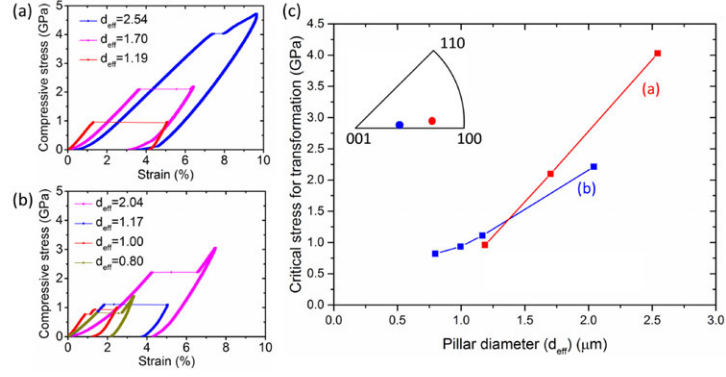 (a)
d_eff=2.54
d_eff=1.70
d_eff=1.19
Compressive stress (GPa)
5
4
3
2
1
0
0 2 4 6 8 10
Strain (%)
(b)
d_eff=2.04
d_eff=1.17
d_eff=1.00
d_eff=0.80
Compressive stress (GPa)
5
4
3
2
1
0
0 2 4 6 8 10
Strain (%)
(c)
Critical stress for transformation (GPa)
4.5
4.0
3.5
3.0
2.5
2.0
1.5
1.0
0.5
0.0
110
001
100
(a)
(b)
0.0 0.5 1.0 1.5 2.0 2.5 3.0
Pillar diameter (d_eff) (μm)